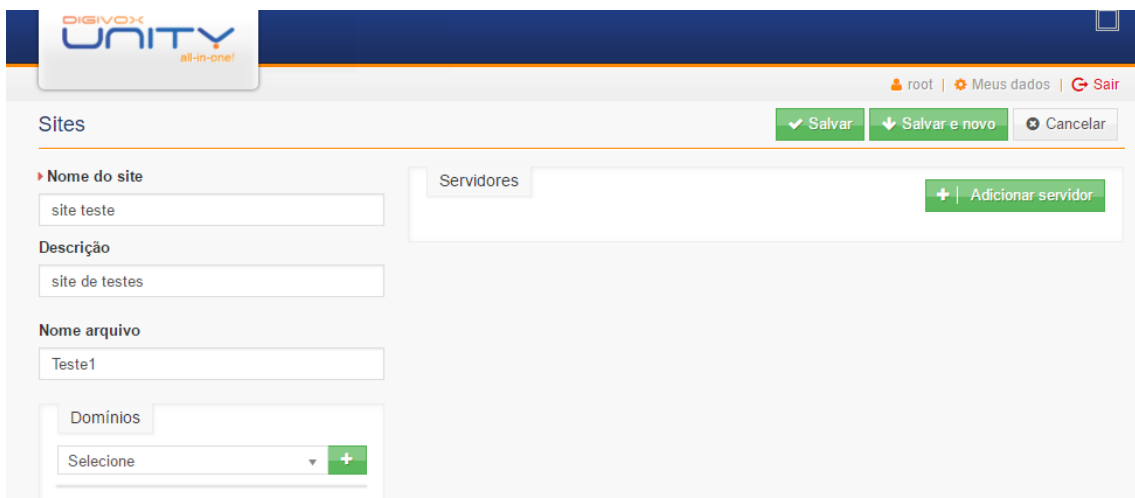 DIGIVOX
UNITY
all-in-one!
root | Meus dados | Sair
Sites
Salvar
Salvar e novo
Cancelar
Nome do site
site teste
Descrição
site de testes
Nome arquivo
Teste1
Domínios
Selecione
Servidores
+ | Adicionar servidor